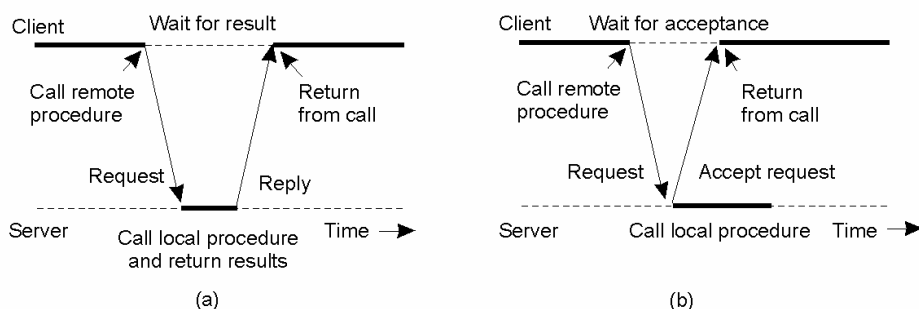 Client
Wait for result
Call remote
procedure
Return
from call
Request
Reply
Server
Call local procedure
and return results
Time
(a)
Client
Wait for acceptance
Call remote
procedure
Return
from call
Request
Accept request
Server
Call local procedure
Time
(b)